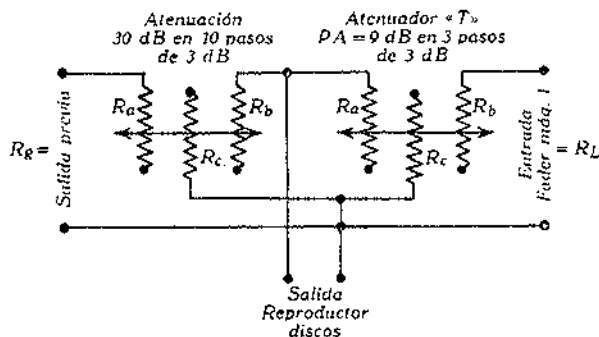 Atenuación
30 dB en 10 pasos
de 3 dB
Atenuador «T»
PA = 9 dB en 3 pasos
de 3 dB
Ra
Rb
Rc.
Ra
Rb
Rc
Rg =
Salida previa
Entrada
Fader máq. 1
= RL
Salida
Reproductor
discos